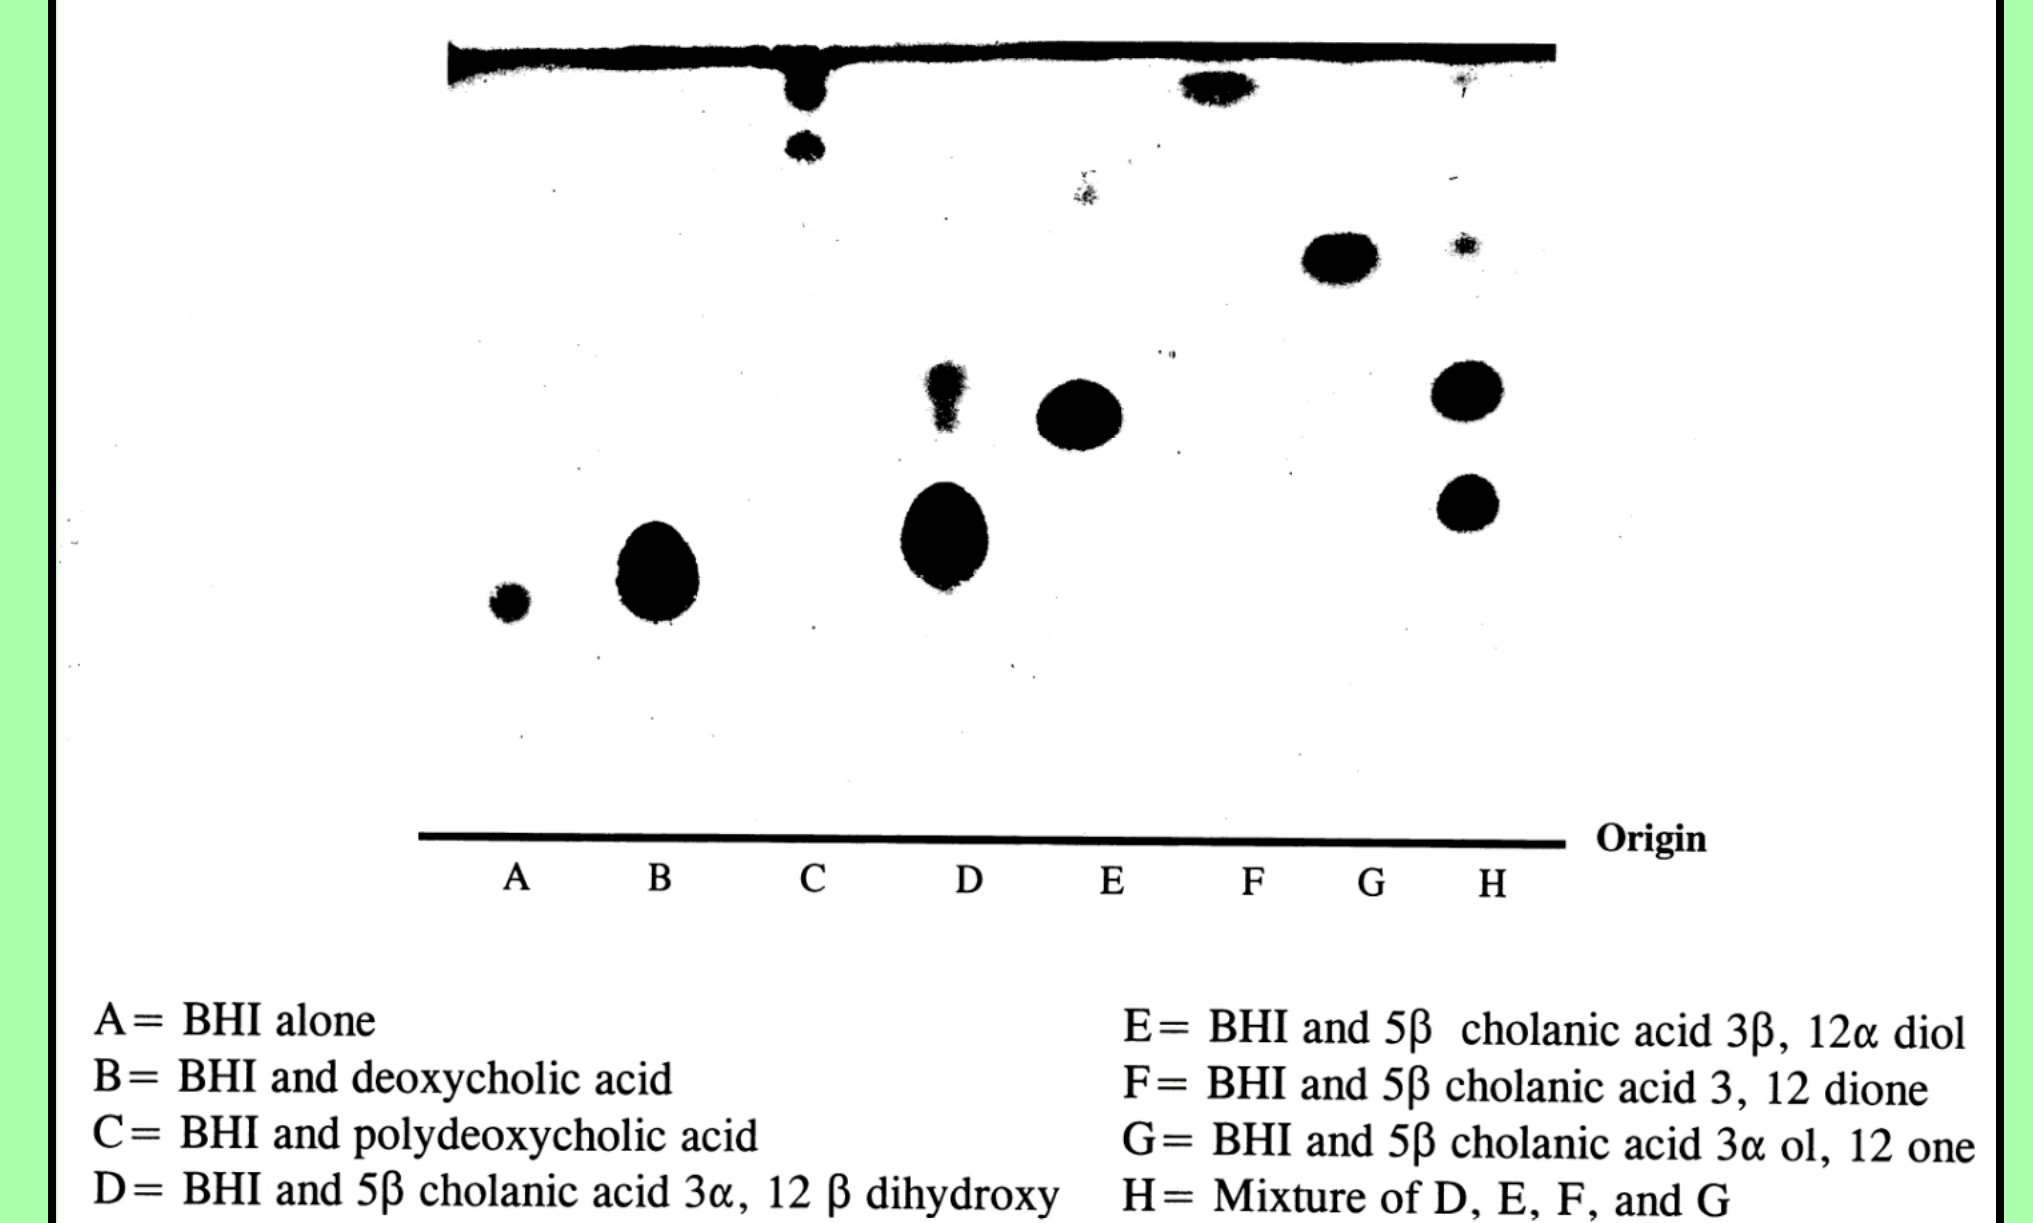 Origin
A B C D E F G H
A= BHI alone
B= BHI and deoxycholic acid
C= BHI and polydeoxycholic acid
D= BHI and 5β cholanic acid 3α, 12 β dihydroxy
E= BHI and 5β cholanic acid 3β, 12α diol
F= BHI and 5β cholanic acid 3, 12 dione
G= BHI and 5β cholanic acid 3α ol, 12 one
H= Mixture of D, E, F, and G